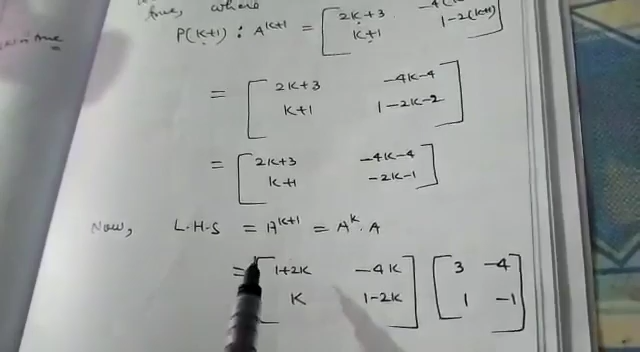 true, where
P(k+1) : A^{k+1} = [ 2k+3   -4(k+1)
k+1   1-2(k+1) ]
= [ 2k+3   -4k-4
k+1   1-2k-2 ]
= [ 2k+3   -4k-4
k+1   -2k-1 ]
Now, L.H.S = A^{k+1} = A^k . A
= [ 1+2k   -4k   ] [ 3   -4
k   1-2k ] 1   -1 ]